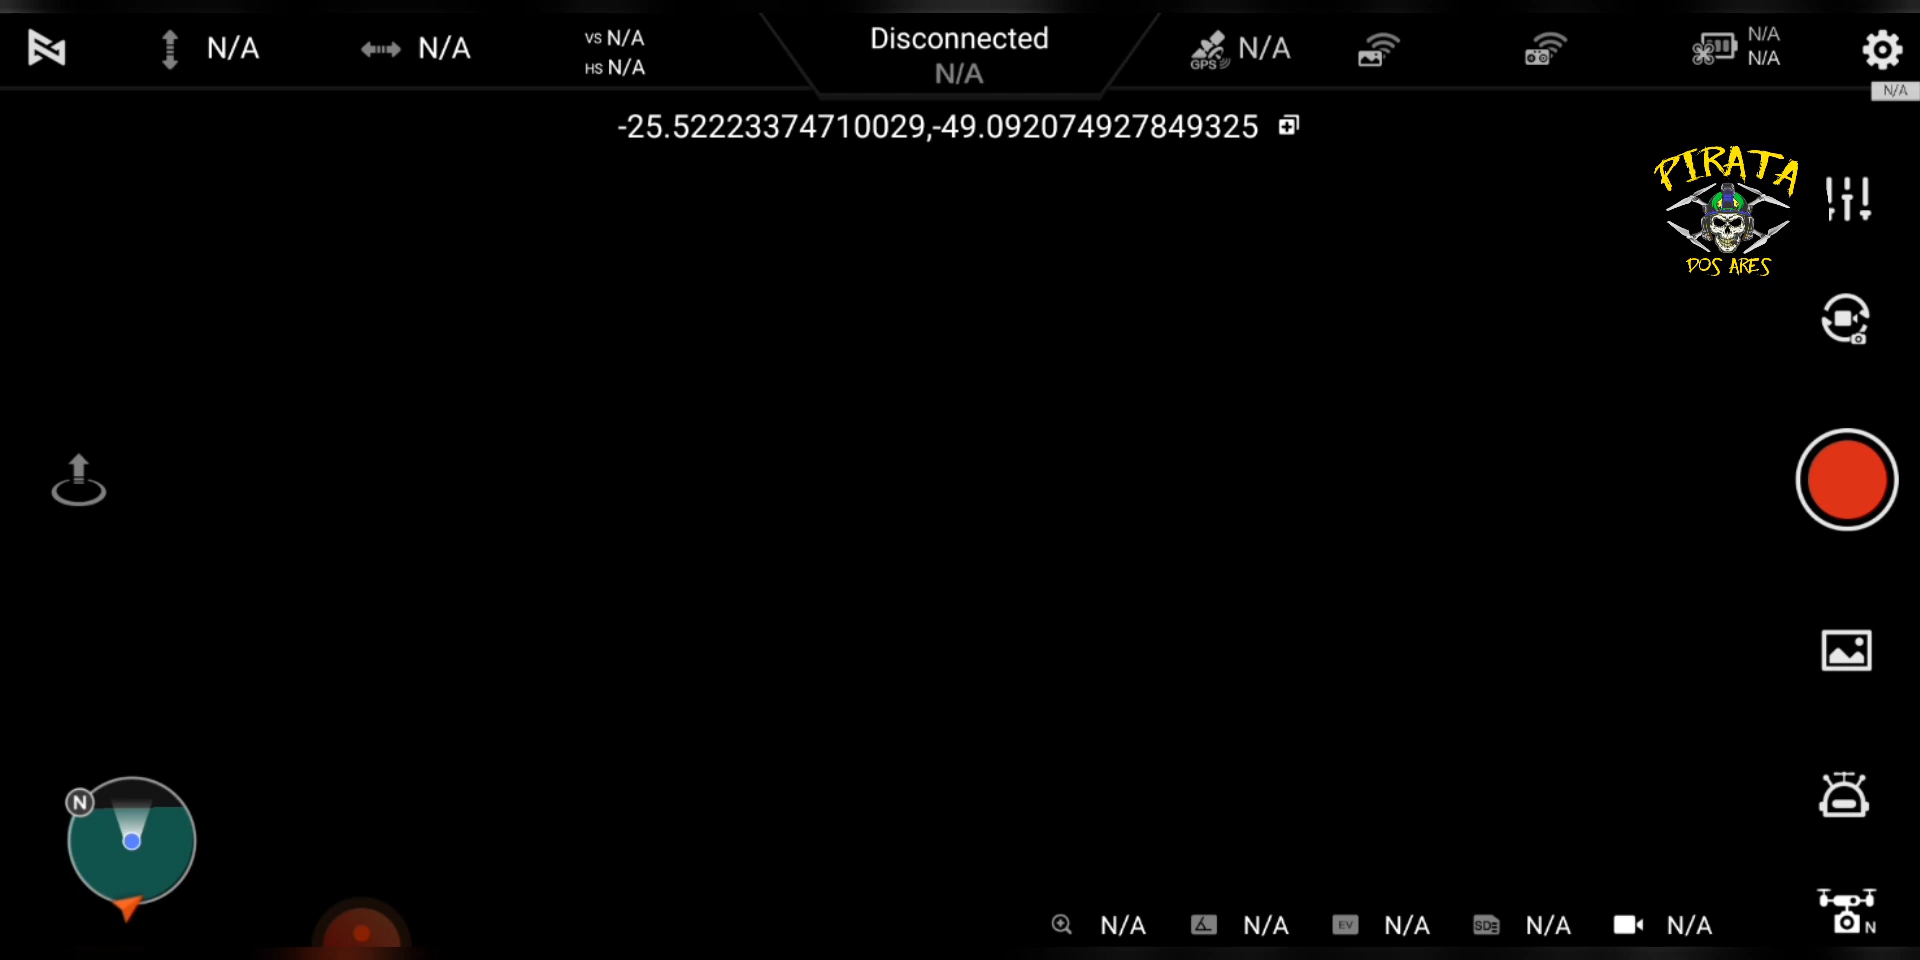 N/A
N/A
VS N/A
HS N/A
Disconnected
N/A
GPS N/A
N/A
N/A
N/A
-25.52223374710029,-49.092074927849325
PIRATA
DOS ARES
N
N/A
N/A
EV N/A
SD N/A
N/A
N